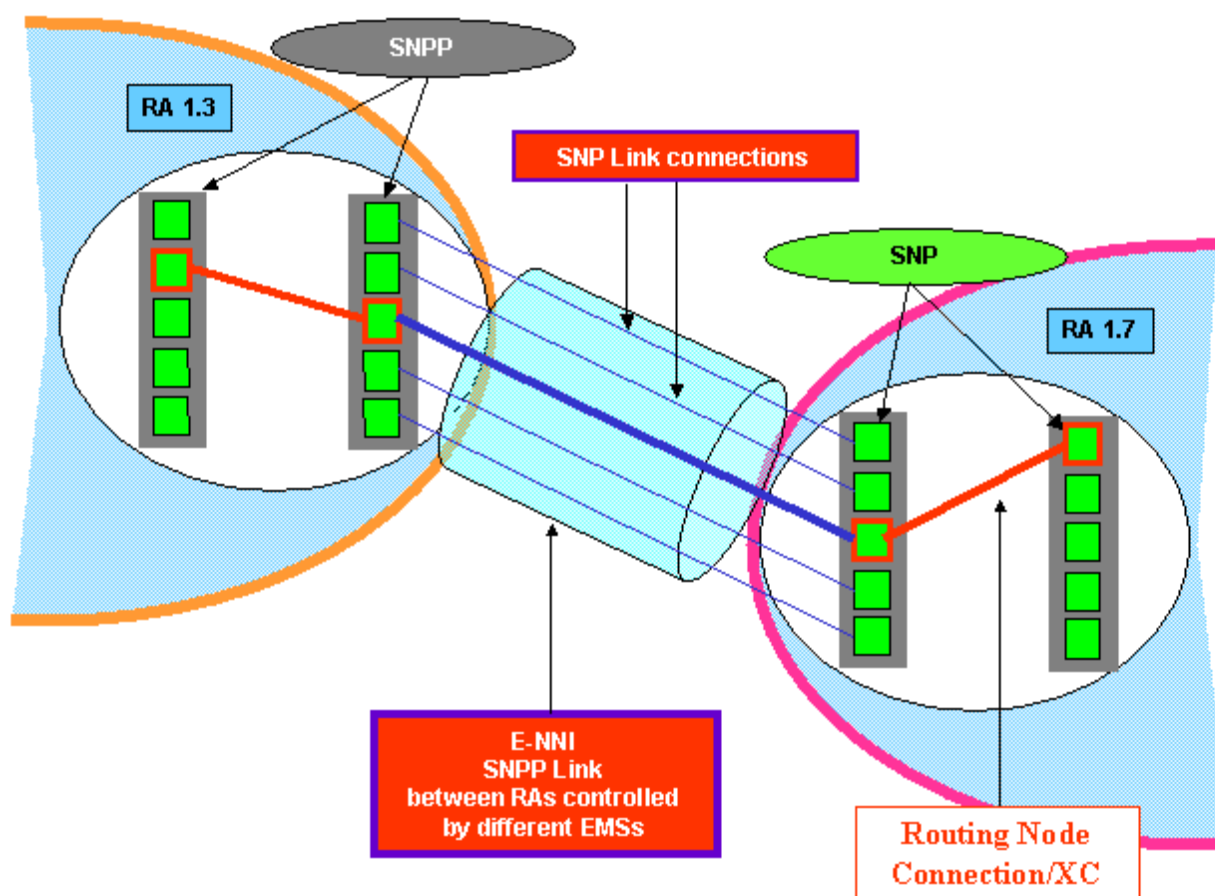 SNPP
RA 1.3
SNP Link connections
SNP
RA 1.7
E-NNI
SNPP Link
between RAs controlled
by different EMSs
Routing Node
Connection/XC